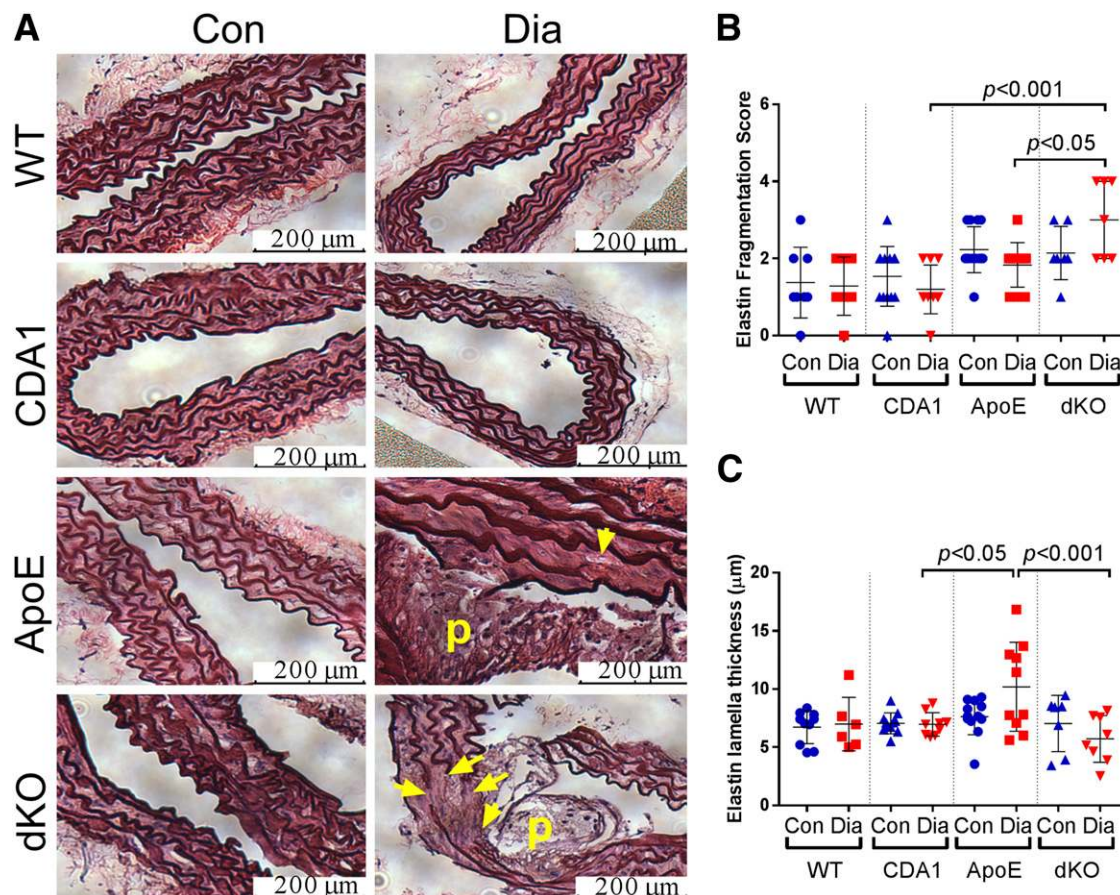 A
Con Dia
WT
200 µm 200 µm
CDA1
200 µm 200 µm
ApoE
p
200 µm 200 µm
dKO
p
200 µm 200 µm
B
Elastin Fragmentation Score
p<0.001
p<0.05
6
4
2
0
Con Dia Con Dia Con Dia Con Dia
WT CDA1 ApoE dKO
C
Elastin lamella thickness (µm)
p<0.05 p<0.001
20
15
10
5
0
Con Dia Con Dia Con Dia Con Dia
WT CDA1 ApoE dKO